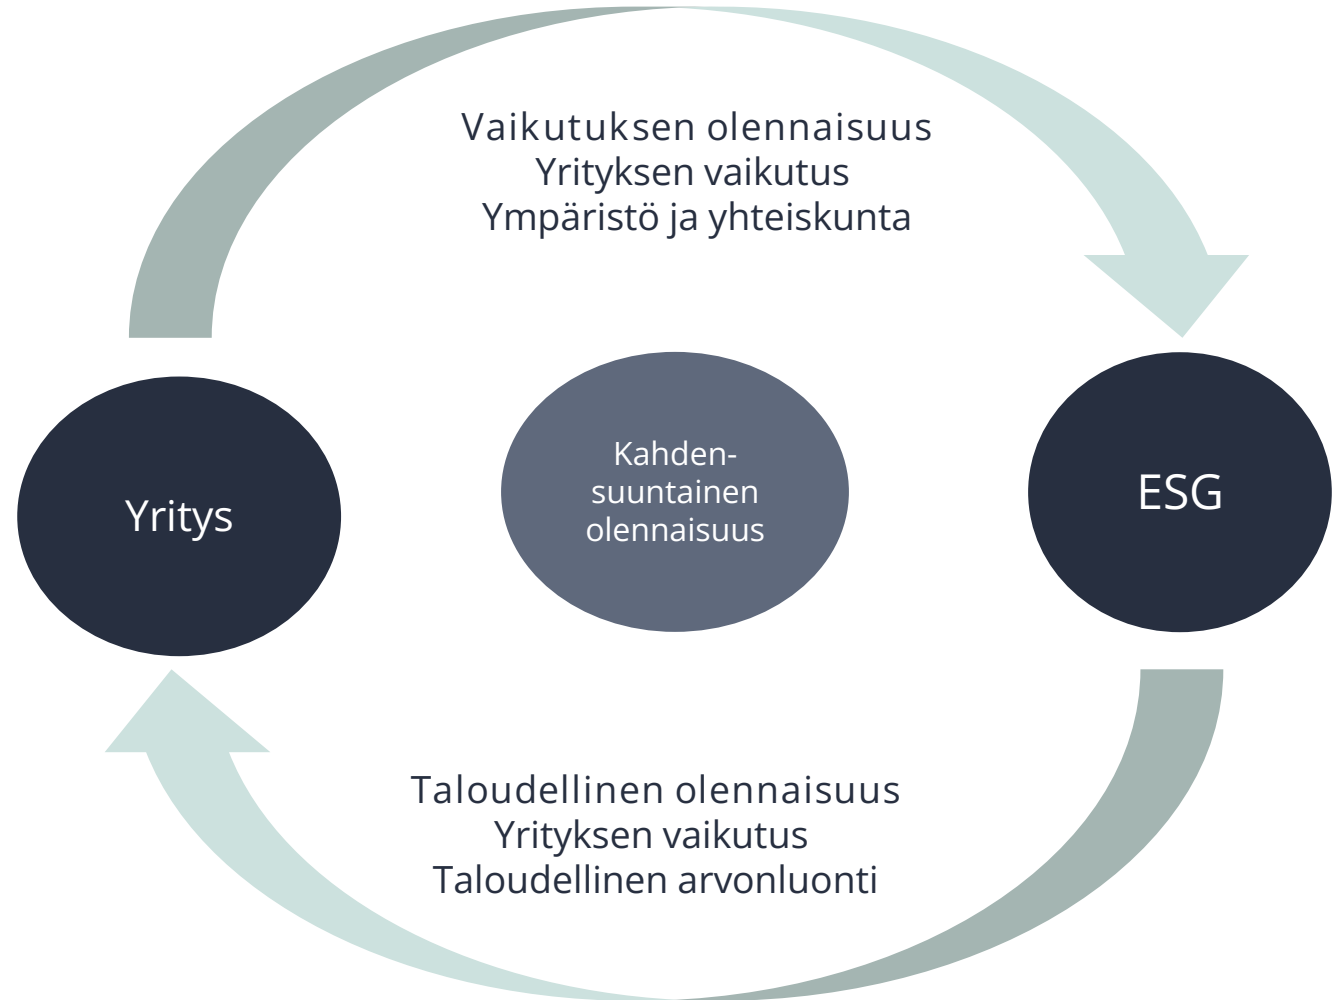 Vaikutuksen olennaisuus
Yrityksen vaikutus
Ympäristö ja yhteiskunta
Yritys
Kahden-
suuntainen
olennaisuus
ESG
Taloudellinen olennaisuus
Yrityksen vaikutus
Taloudellinen arvonluonti